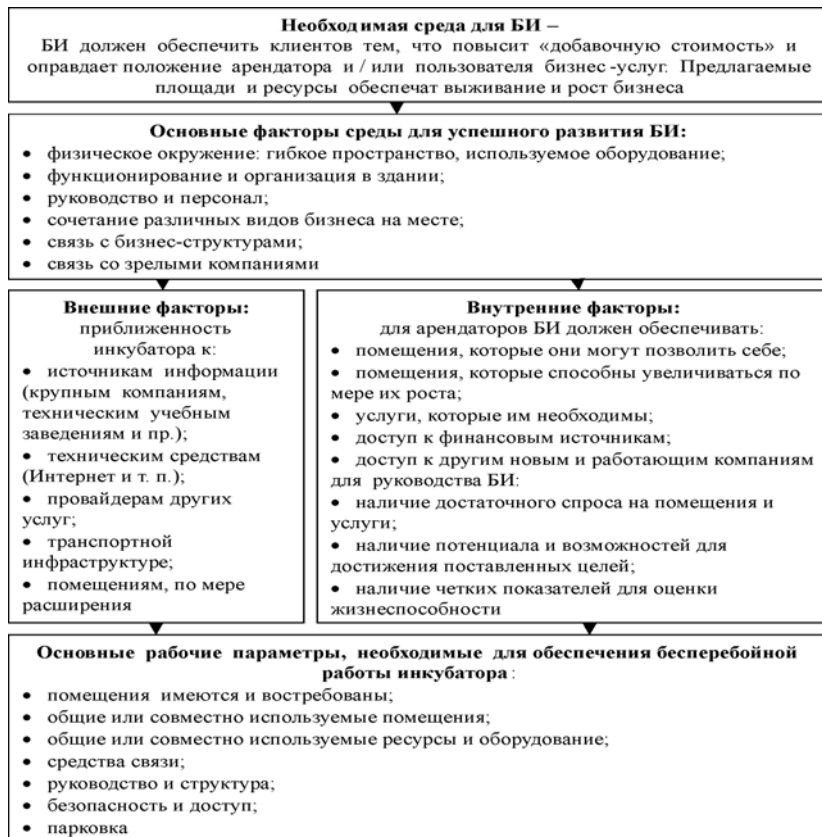 Необходимая среда для БИ –
БИ должен обеспечить клиентов тем, что повысит «добавочную стоимость» и
оправдает положение арендатора и / или пользователя бизнес-услуг. Предлагаемые
площади и ресурсы обеспечат выживание и рост бизнеса
Основные факторы среды для успешного развития БИ:
• физическое окружение: гибкое пространство, используемое оборудование;
• функционирование и организация в здании;
• руководство и персонал;
• сочетание различных видов бизнеса на месте;
• связь с бизнес-структурами;
• связь со зрелыми компаниями
Внешние факторы:
приближенность
инкубатора к:
• источникам информации
(крупным компаниям,
техническим учебным
заведениям и пр.);
• техническим средствам
(Интернет и т. п.);
• провайдерам других
услуг;
• транспортной
инфраструктуре;
• помещениям, по мере
расширения
Внутренние факторы:
для арендаторов БИ должен обеспечивать:
• помещения, которые они могут позволить себе;
• помещения, которые способны увеличиваться по
мере их роста;
• услуги, которые им необходимы;
• доступ к финансовым источникам;
• доступ к другим новым и работающим компаниям
для руководства БИ:
• наличие достаточного спроса на помещения и
услуги;
• наличие потенциала и возможностей для
достижения поставленных целей;
• наличие четких показателей для оценки
жизнеспособности
Основные рабочие параметры, необходимые для обеспечения бесперебойной
работы инкубатора:
• помещения имеются и востребованы;
• общие или совместно используемые помещения;
• общие или совместно используемые ресурсы и оборудование;
• средства связи;
• руководство и структура;
• безопасность и доступ;
• парковка